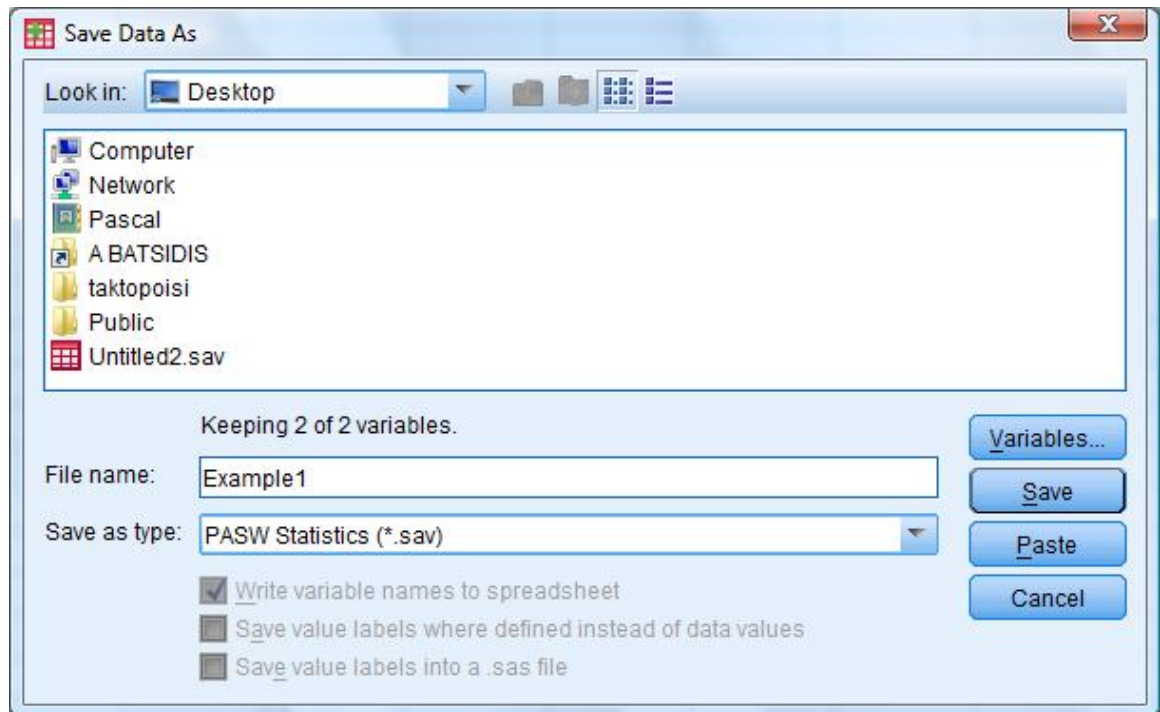 Save Data As
Look in: Desktop
Computer
Network
Pascal
A BATSIDIS
taktopoisi
Public
Untitled2.sav
Keeping 2 of 2 variables.
Variables...
File name: Example1
Save
Save as type: PASW Statistics (*.sav)
Paste
Write variable names to spreadsheet
Cancel
Save value labels where defined instead of data values
Save value labels into a .sas file